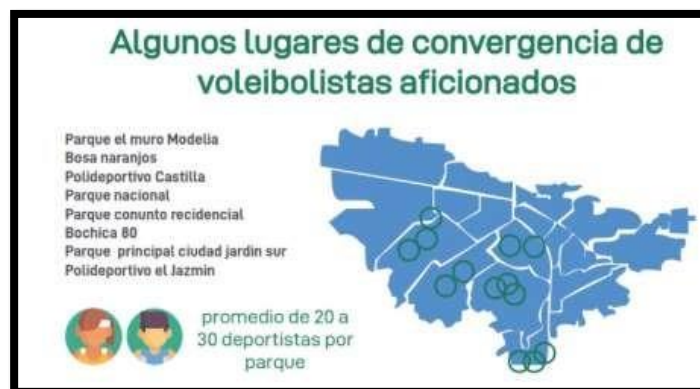 Algunos lugares de convergencia de
voleibolistas aficionados
Parque el muro Modelia
Bosa naranjos
Polideportivo Castilla
Parque nacional
Parque conunto recidencial
Bochica 80
Parque principal ciudad jardin sur
Polideportivo el Jazmin
promedio de 20 a
30 deportistas por
parque